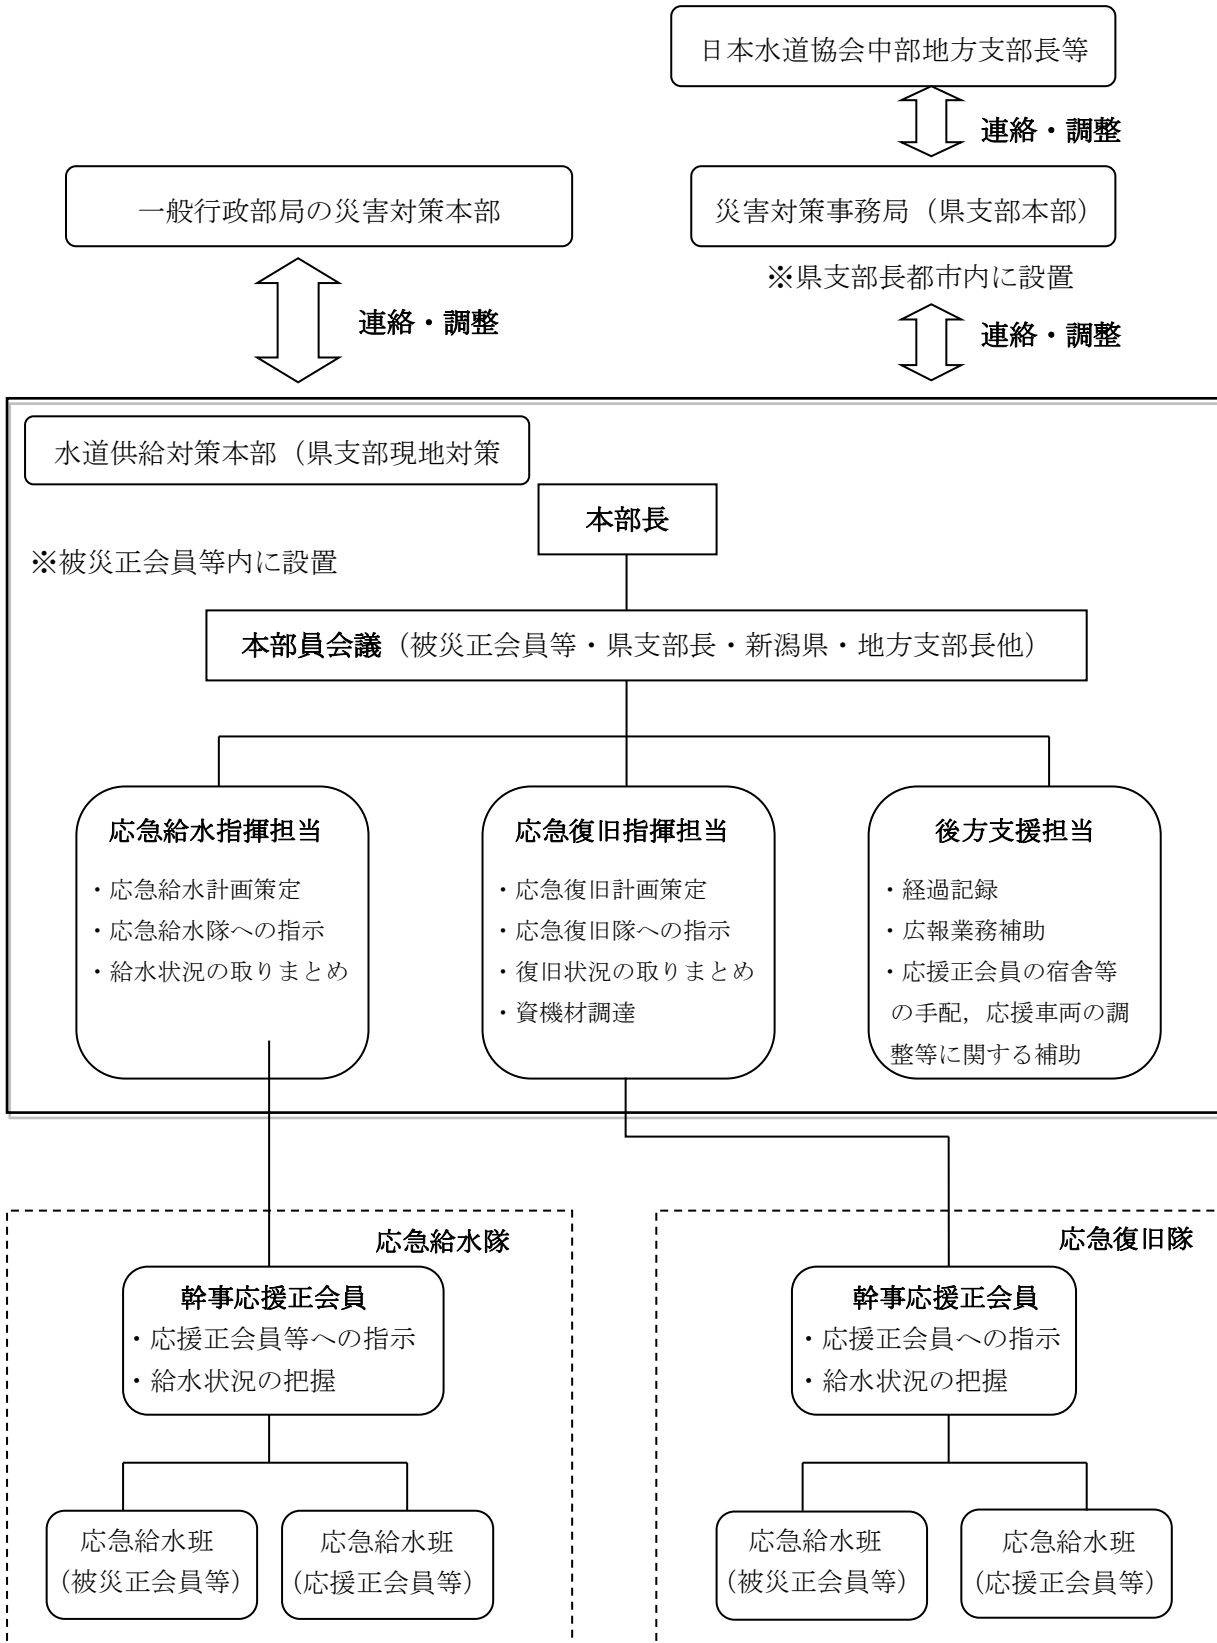 日本水道協会中部地方支部長等
連絡・調整
一般行政部局の災害対策本部
災害対策事務局（県支部本部）
※県支部長都市内に設置
連絡・調整
連絡・調整
水道供給対策本部（県支部現地対策
本部長
※被災正会員等内に設置
本部員会議（被災正会員等・県支部長・新潟県・地方支部長他）
応急給水指揮担当
・応急給水計画策定
・応急給水隊への指示
・給水状況の取りまとめ
応急復旧指揮担当
・応急復旧計画策定
・応急復旧隊への指示
・復旧状況の取りまとめ
・資機材調達
後方支援担当
・経過記録
・広報業務補助
・応援正会員の宿舎等
の手配，応援車両の調
整等に関する補助
応急給水隊
幹事応援正会員
・応援正会員等への指示
・給水状況の把握
応急給水班
（被災正会員等）
応急給水班
（応援正会員等）
応急復旧隊
幹事応援正会員
・応援正会員への指示
・給水状況の把握
応急給水班
（被災正会員等）
応急給水班
（応援正会員等）